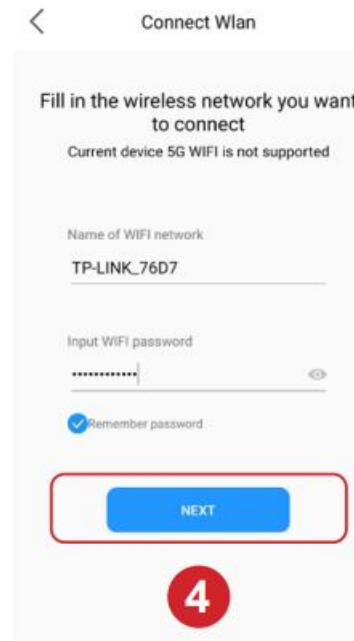 Connect Wlan
Fill in the wireless network you want
to connect
Current device 5G WIFI is not supported
Name of WIFI network
TP-LINK_76D7
Input WIFI password
••••••••••••
Remember password
NEXT
4